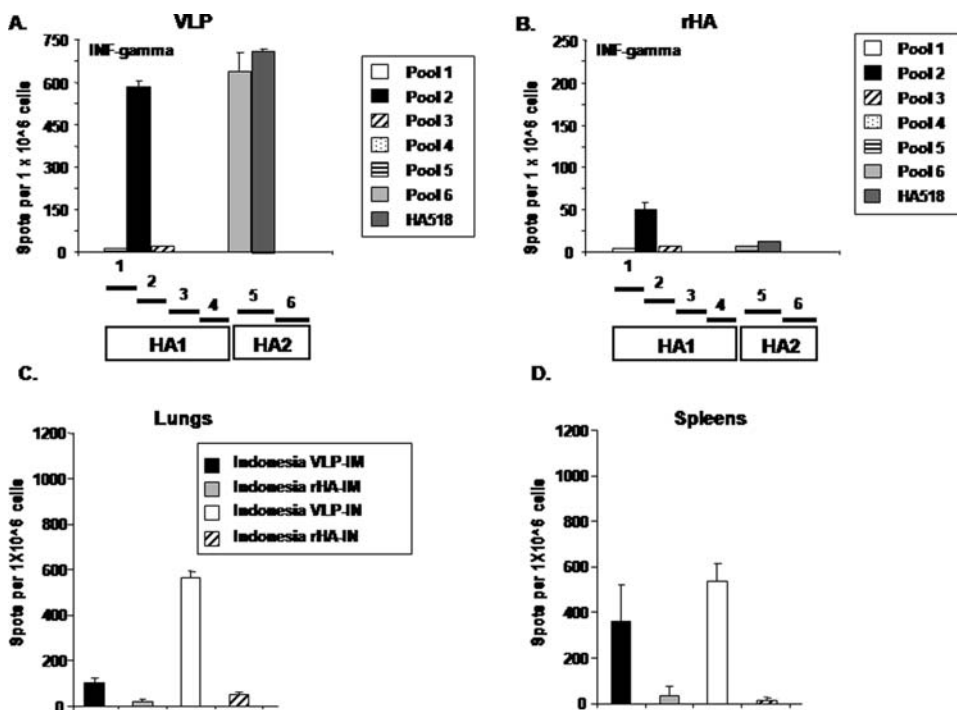 A.
VLP
INF-gamma
Spots per 1 x 10^6 cells
750
600
450
300
150
0
Pool 1
Pool 2
Pool 3
Pool 4
Pool 5
Pool 6
HA518
1
2
3
4
5
6
HA1
HA2
B.
rHA
INF-gamma
Spots per 1 x 10^6 cells
250
200
150
100
50
0
Pool 1
Pool 2
Pool 3
Pool 4
Pool 5
Pool 6
HA518
1
2
3
4
5
6
HA1
HA2
C.
Lungs
Spots per 1X10^6 cells
1200
1000
800
600
400
200
0
Indonesia VLP-IM
Indonesia rHA-IM
Indonesia VLP-IN
Indonesia rHA-IN
D.
Spleens
Spots per 1X10^6 cells
1200
1000
800
600
400
200
0